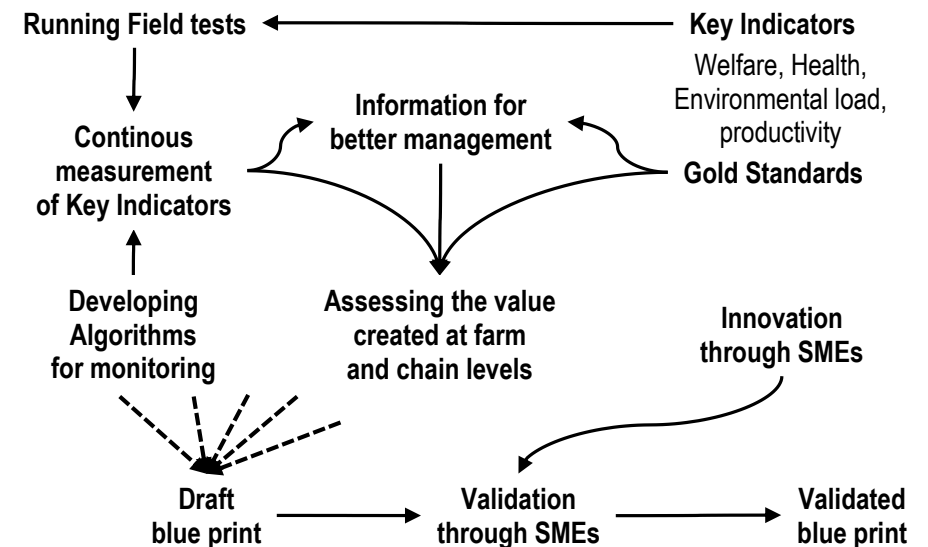 Running Field tests
Key Indicators
Welfare, Health,
Environmental load,
productivity
Gold Standards
Information for
better management
Continous
measurement
of Key Indicators
Developing
Algorithms
for monitoring
Assessing the value
created at farm
and chain levels
Innovation
through SMEs
Draft
blue print
Validation
through SMEs
Validated
blue print